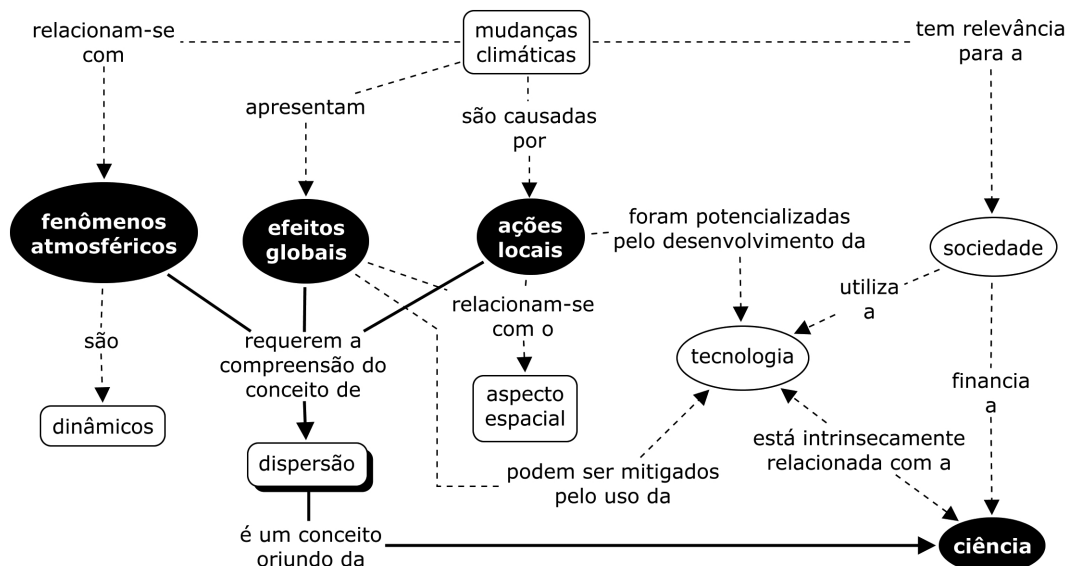 relacionam-se
com
mudanças
climáticas
tem relevância
para a
apresentam
são causadas
por
fenômenos
atmosféricos
efeitos
globais
ações
locais
foram potencializadas
pelo desenvolvimento da
sociedade
utiliza
a
relacionam-se
com o
são
requerem a
compreensão do
conceito de
tecnologia
financia
a
dinâmicos
aspecto
espacial
está intrinsecamente
relacionada com a
dispersão
podem ser mitigados
pelo uso da
é um conceito
oriundo da
ciência